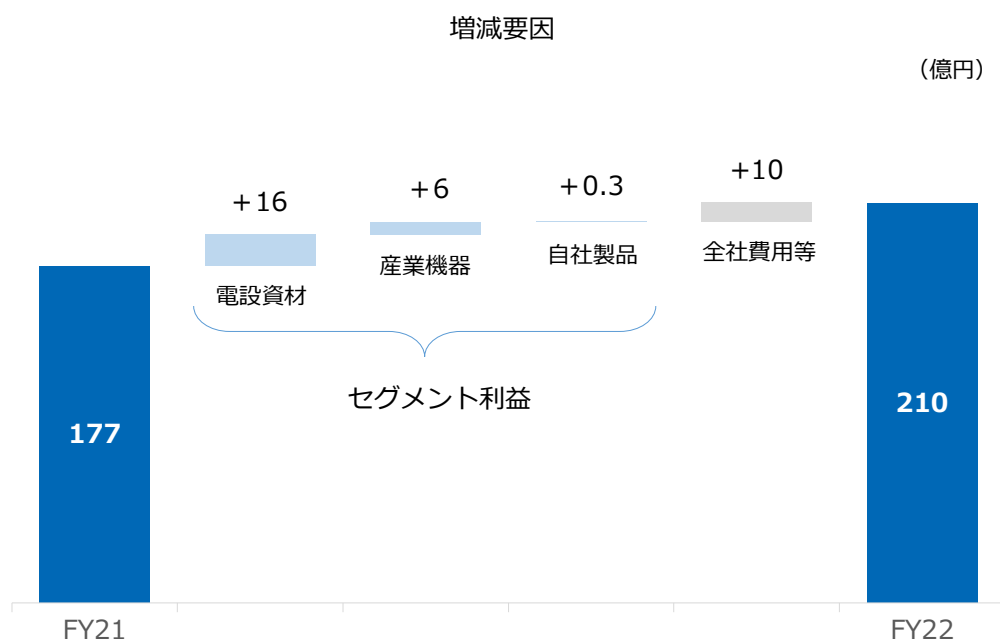 増減要因
（億円）
＋16
＋6
＋0.3
＋10
電設資材
産業機器
自社製品
全社費用等
セグメント利益
177
210
FY21
FY22